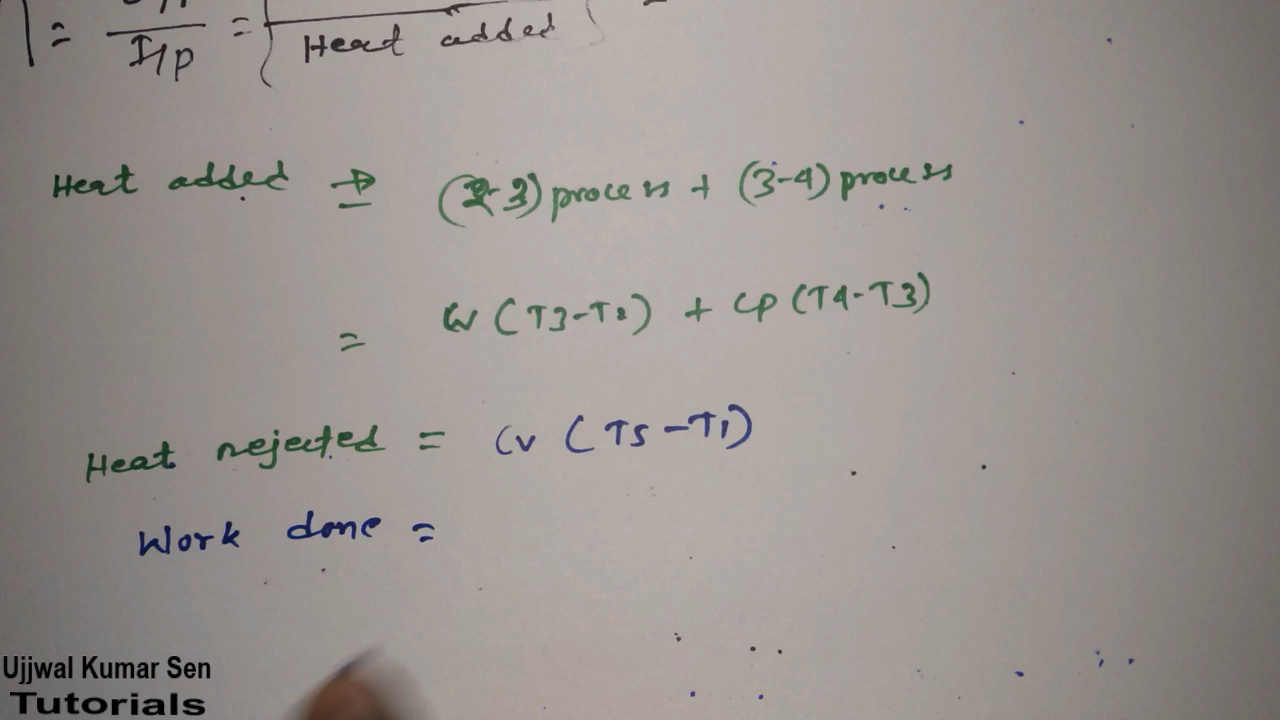 η = O/P / I/P = { / Heat added }
Heat added ⇒ (2-3) process + (3-4) process
= Cv (T3-T2) + Cp (T4-T3)
Heat rejected = Cv (T5-T1)
Work done =
Ujjwal Kumar Sen
Tutorials